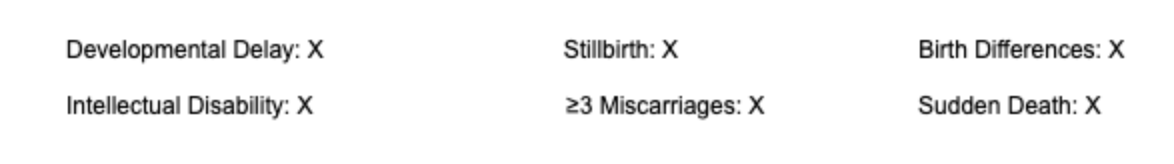 Developmental Delay: X Stillbirth: X Birth Differences: X
Intellectual Disability: X ≥3 Miscarriages: X Sudden Death: X